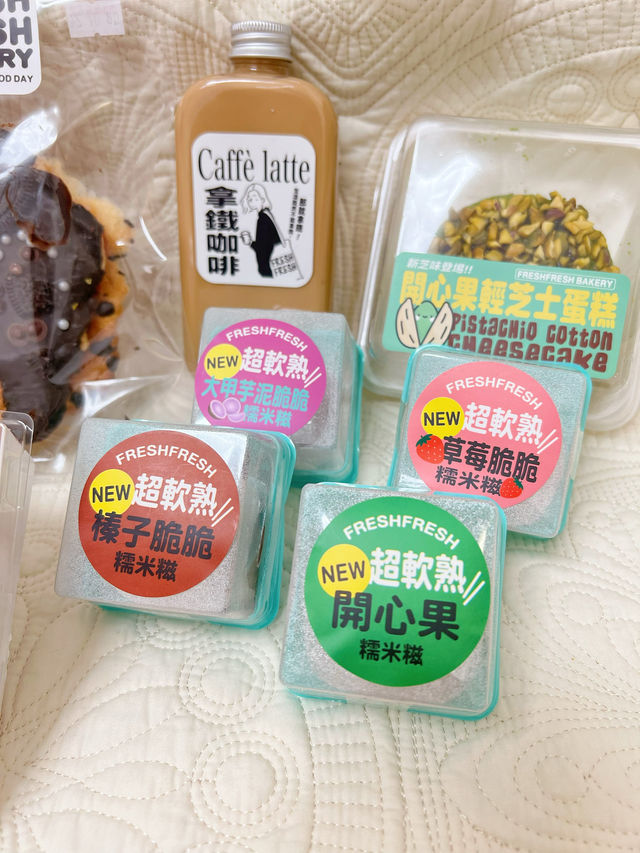 SH
SH
RY
OOD DAY
Caffè latte
拿鐵咖啡
FRESH
FRESH
新芝味登場!!
FRESHFRESH BAKERY
開心果輕芝士蛋糕
Pistachio Cotton
Cheesecake
FRESHFRESH
NEW
超軟熟
大甲芋泥脆脆
糯米糍
FRESHFRESH
NEW
超軟熟
草莓脆脆
糯米糍
FRESHFRESH
NEW
超軟熟
榛子脆脆
糯米糍
FRESHFRESH
NEW
超軟熟
開心果
糯米糍